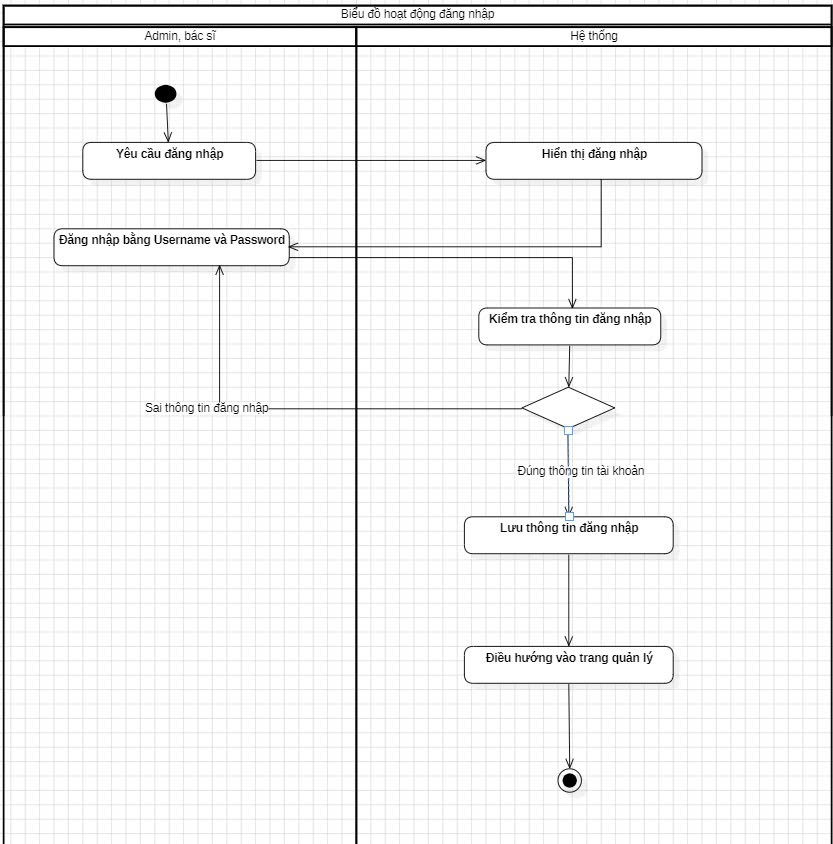 Biểu đồ hoạt động đăng nhập
Admin, bác sĩ
Hệ thống
Yêu cầu đăng nhập
Hiển thị đăng nhập
Đăng nhập bằng Username và Password
Kiểm tra thông tin đăng nhập
Sai thông tin đăng nhập
Đúng thông tin tài khoản
Lưu thông tin đăng nhập
Điều hướng vào trang quản lý